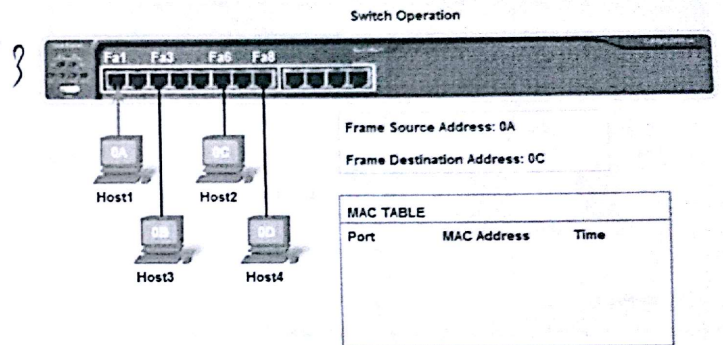 Switch Operation
3
Fa1 Fa3 Fa6 Fa8
Frame Source Address: 0A
Frame Destination Address: 0C
0A
0C
Host1
Host2
0B
0D
Host3
Host4
MAC TABLE
Port MAC Address Time